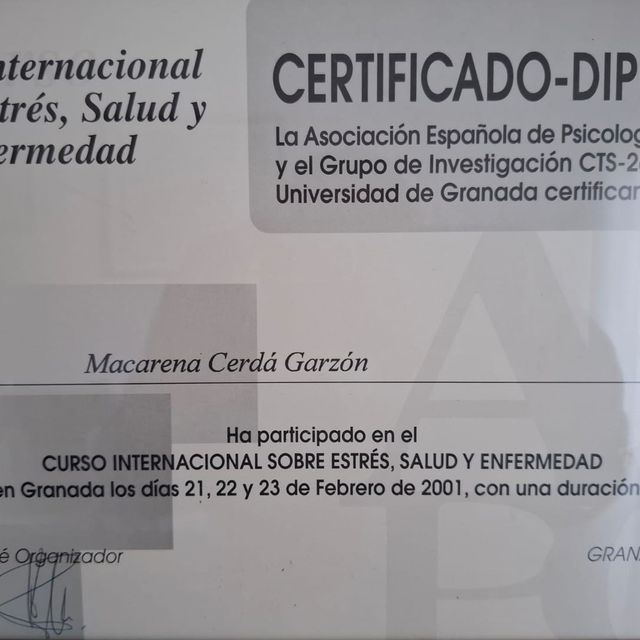 nternacional
trés, Salud y
ermedad
CERTIFICADO-DIP
La Asociación Española de Psicolog
y el Grupo de Investigación CTS-2
Universidad de Granada certifican
Macarena Cerdá Garzón
Ha participado en el
CURSO INTERNACIONAL SOBRE ESTRÉS, SALUD Y ENFERMEDAD
en Granada los días 21, 22 y 23 de Febrero de 2001, con una duración
é Organizador
GRAN